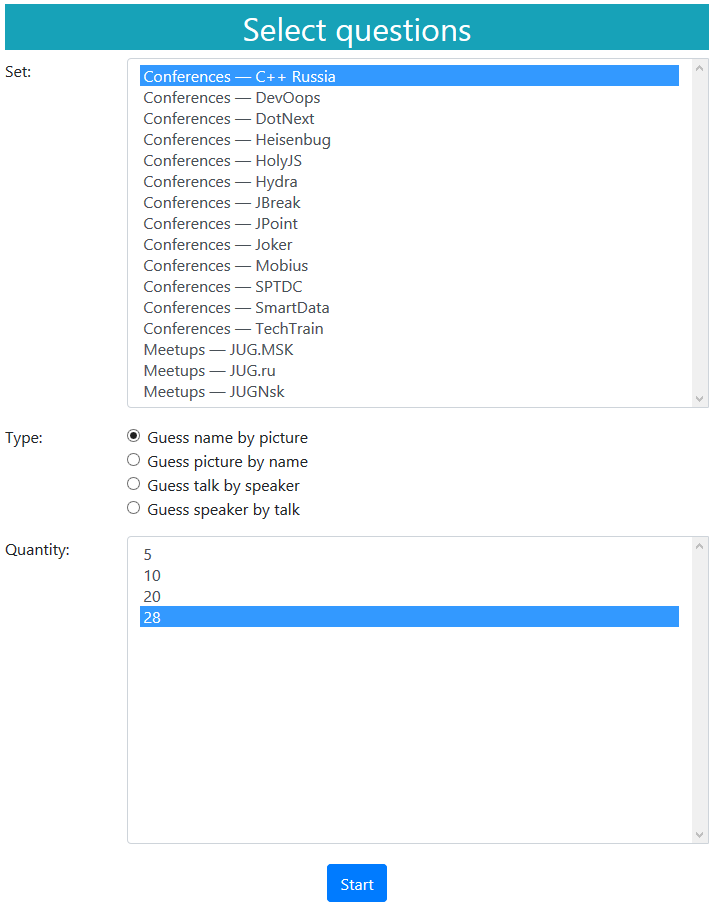 Select questions
Set:
Conferences — C++ Russia
Conferences — DevOops
Conferences — DotNext
Conferences — Heisenbug
Conferences — HolyJS
Conferences — Hydra
Conferences — JBreak
Conferences — JPoint
Conferences — Joker
Conferences — Mobius
Conferences — SPTDC
Conferences — SmartData
Conferences — TechTrain
Meetups — JUG.MSK
Meetups — JUG.ru
Meetups — JUGNsk
Type:
Guess name by picture
Guess picture by name
Guess talk by speaker
Guess speaker by talk
Quantity:
5
10
20
28
Start